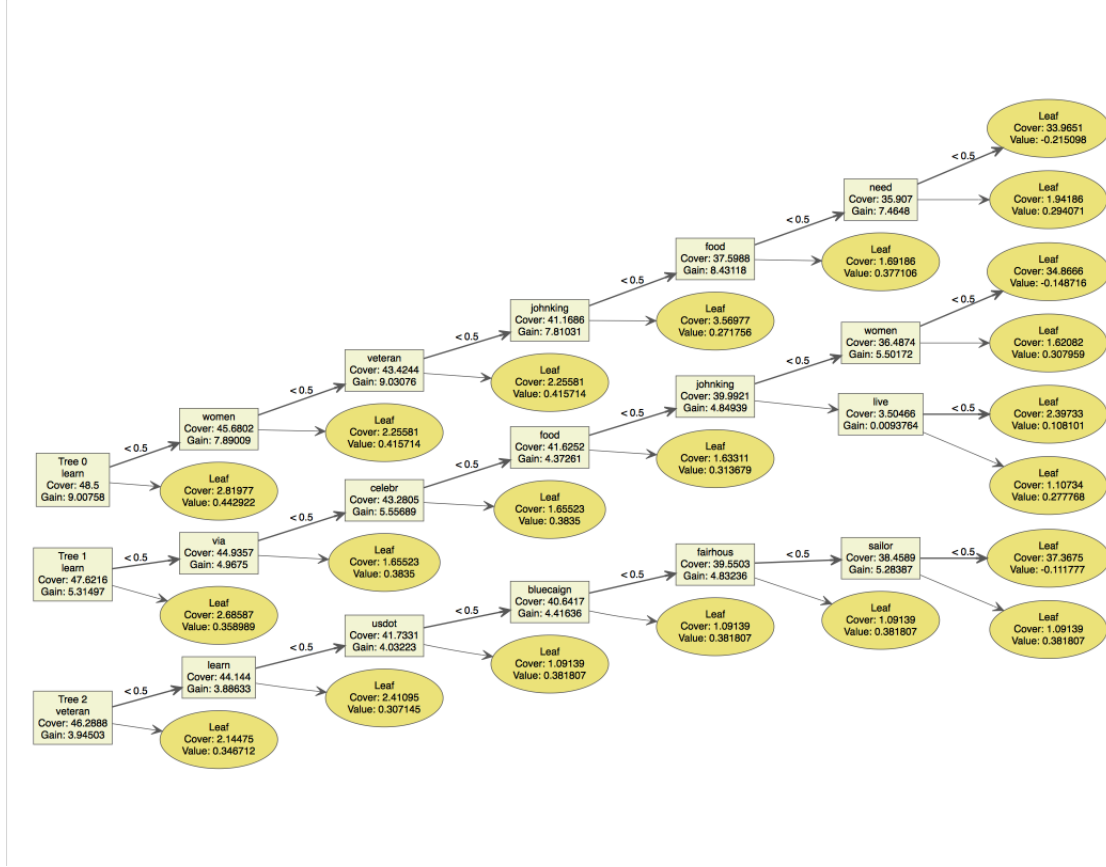 Leaf
Cover: 33.9651
Value: -0.215098
< 0.5
need
Cover: 35.907
Gain: 7.4648
Leaf
Cover: 1.94186
Value: 0.294071
< 0.5
food
Cover: 37.5988
Gain: 8.43118
Leaf
Cover: 1.69186
Value: 0.377106
Leaf
Cover: 34.8666
Value: -0.148716
< 0.5
johnking
Cover: 41.1686
Gain: 7.81031
Leaf
Cover: 3.56977
Value: 0.271756
< 0.5
women
Cover: 36.4874
Gain: 5.50172
Leaf
Cover: 1.62082
Value: 0.307959
< 0.5
veteran
Cover: 43.4244
Gain: 9.03076
Leaf
Cover: 2.25581
Value: 0.415714
< 0.5
johnking
Cover: 39.9921
Gain: 4.84939
live
Cover: 3.50466
Gain: 0.0093764
< 0.5
Leaf
Cover: 2.39733
Value: 0.108101
< 0.5
women
Cover: 45.6802
Gain: 7.89009
Leaf
Cover: 2.25581
Value: 0.415714
< 0.5
food
Cover: 41.6252
Gain: 4.37261
Leaf
Cover: 1.63311
Value: 0.313679
< 0.5
Tree 0
learn
Cover: 48.5
Gain: 9.00758
Leaf
Cover: 2.81977
Value: 0.442922
< 0.5
celebr
Cover: 43.2805
Gain: 5.55689
Leaf
Cover: 1.65523
Value: 0.3835
Leaf
Cover: 1.10734
Value: 0.277768
< 0.5
via
Cover: 44.9357
Gain: 4.9675
Leaf
Cover: 1.65523
Value: 0.3835
fairhous
Cover: 39.5503
Gain: 4.83236
< 0.5
sailor
Cover: 38.4589
Gain: 5.28387
< 0.5
Leaf
Cover: 37.3675
Value: -0.111777
Tree 1
learn
Cover: 47.6216
Gain: 5.31497
< 0.5
Leaf
Cover: 2.68587
Value: 0.358989
< 0.5
bluecaign
Cover: 40.6417
Gain: 4.41636
< 0.5
Leaf
Cover: 1.09139
Value: 0.381807
Leaf
Cover: 1.09139
Value: 0.381807
Leaf
Cover: 1.09139
Value: 0.381807
usdot
Cover: 41.7331
Gain: 4.03223
< 0.5
Leaf
Cover: 1.09139
Value: 0.381807
learn
Cover: 44.144
Gain: 3.88633
< 0.5
Leaf
Cover: 2.41095
Value: 0.307145
Tree 2
veteran
Cover: 46.2888
Gain: 3.94503
< 0.5
Leaf
Cover: 2.14475
Value: 0.346712